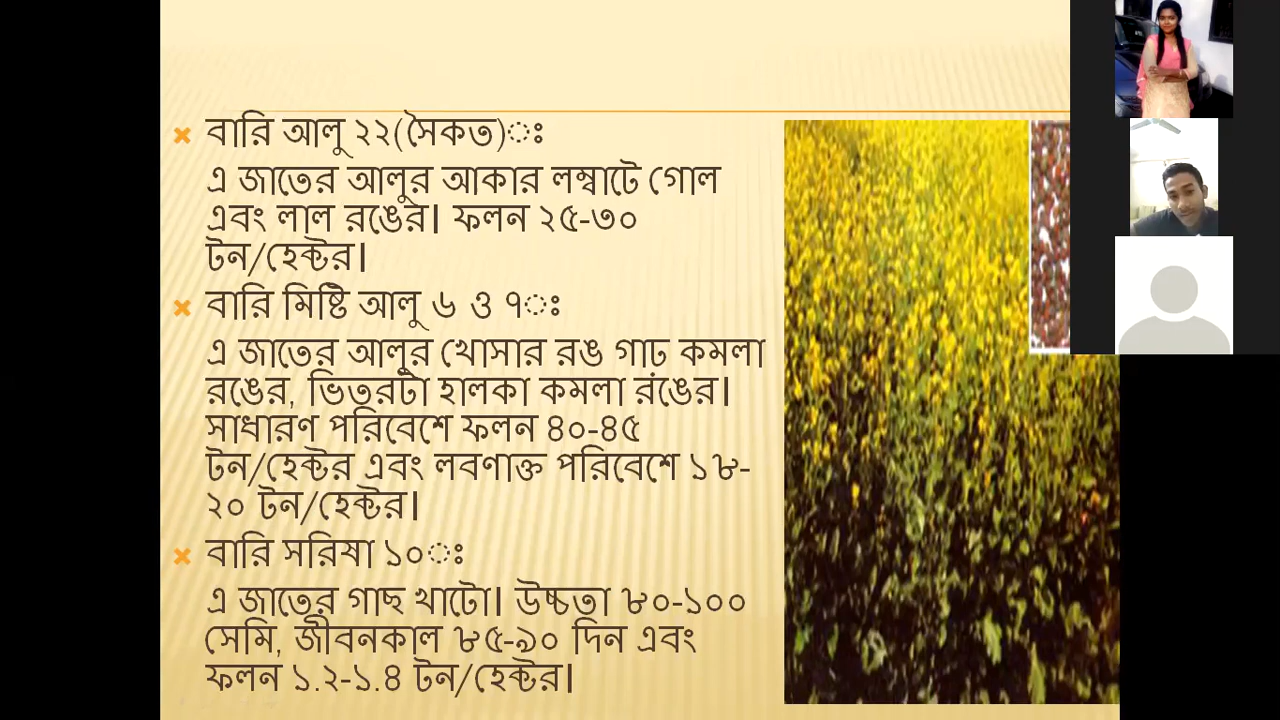 বারি আলু ২২(সৈকত)ঃ
এ জাতের আলুর আকার লম্বাটে গোল
এবং লাল রঙের। ফলন ২৫-৩০
টন/হেক্টর।
বারি মিষ্টি আলু ৬ ও ৭ঃ
এ জাতের আলুর খোসার রঙ গাঢ় কমলা
রঙের, ভিতরটা হালকা কমলা রঙের।
সাধারণ পরিবেশে ফলন ৪০-৪৫
টন/হেক্টর এবং লবণাক্ত পরিবেশে ১৮-
২০ টন/হেক্টর।
বারি সরিষা ১০ঃ
এ জাতের গাছ খাটো। উচ্চতা ৮০-১০০
সেমি, জীবনকাল ৮৫-৯০ দিন এবং
ফলন ১.২-১.৪ টন/হেক্টর।